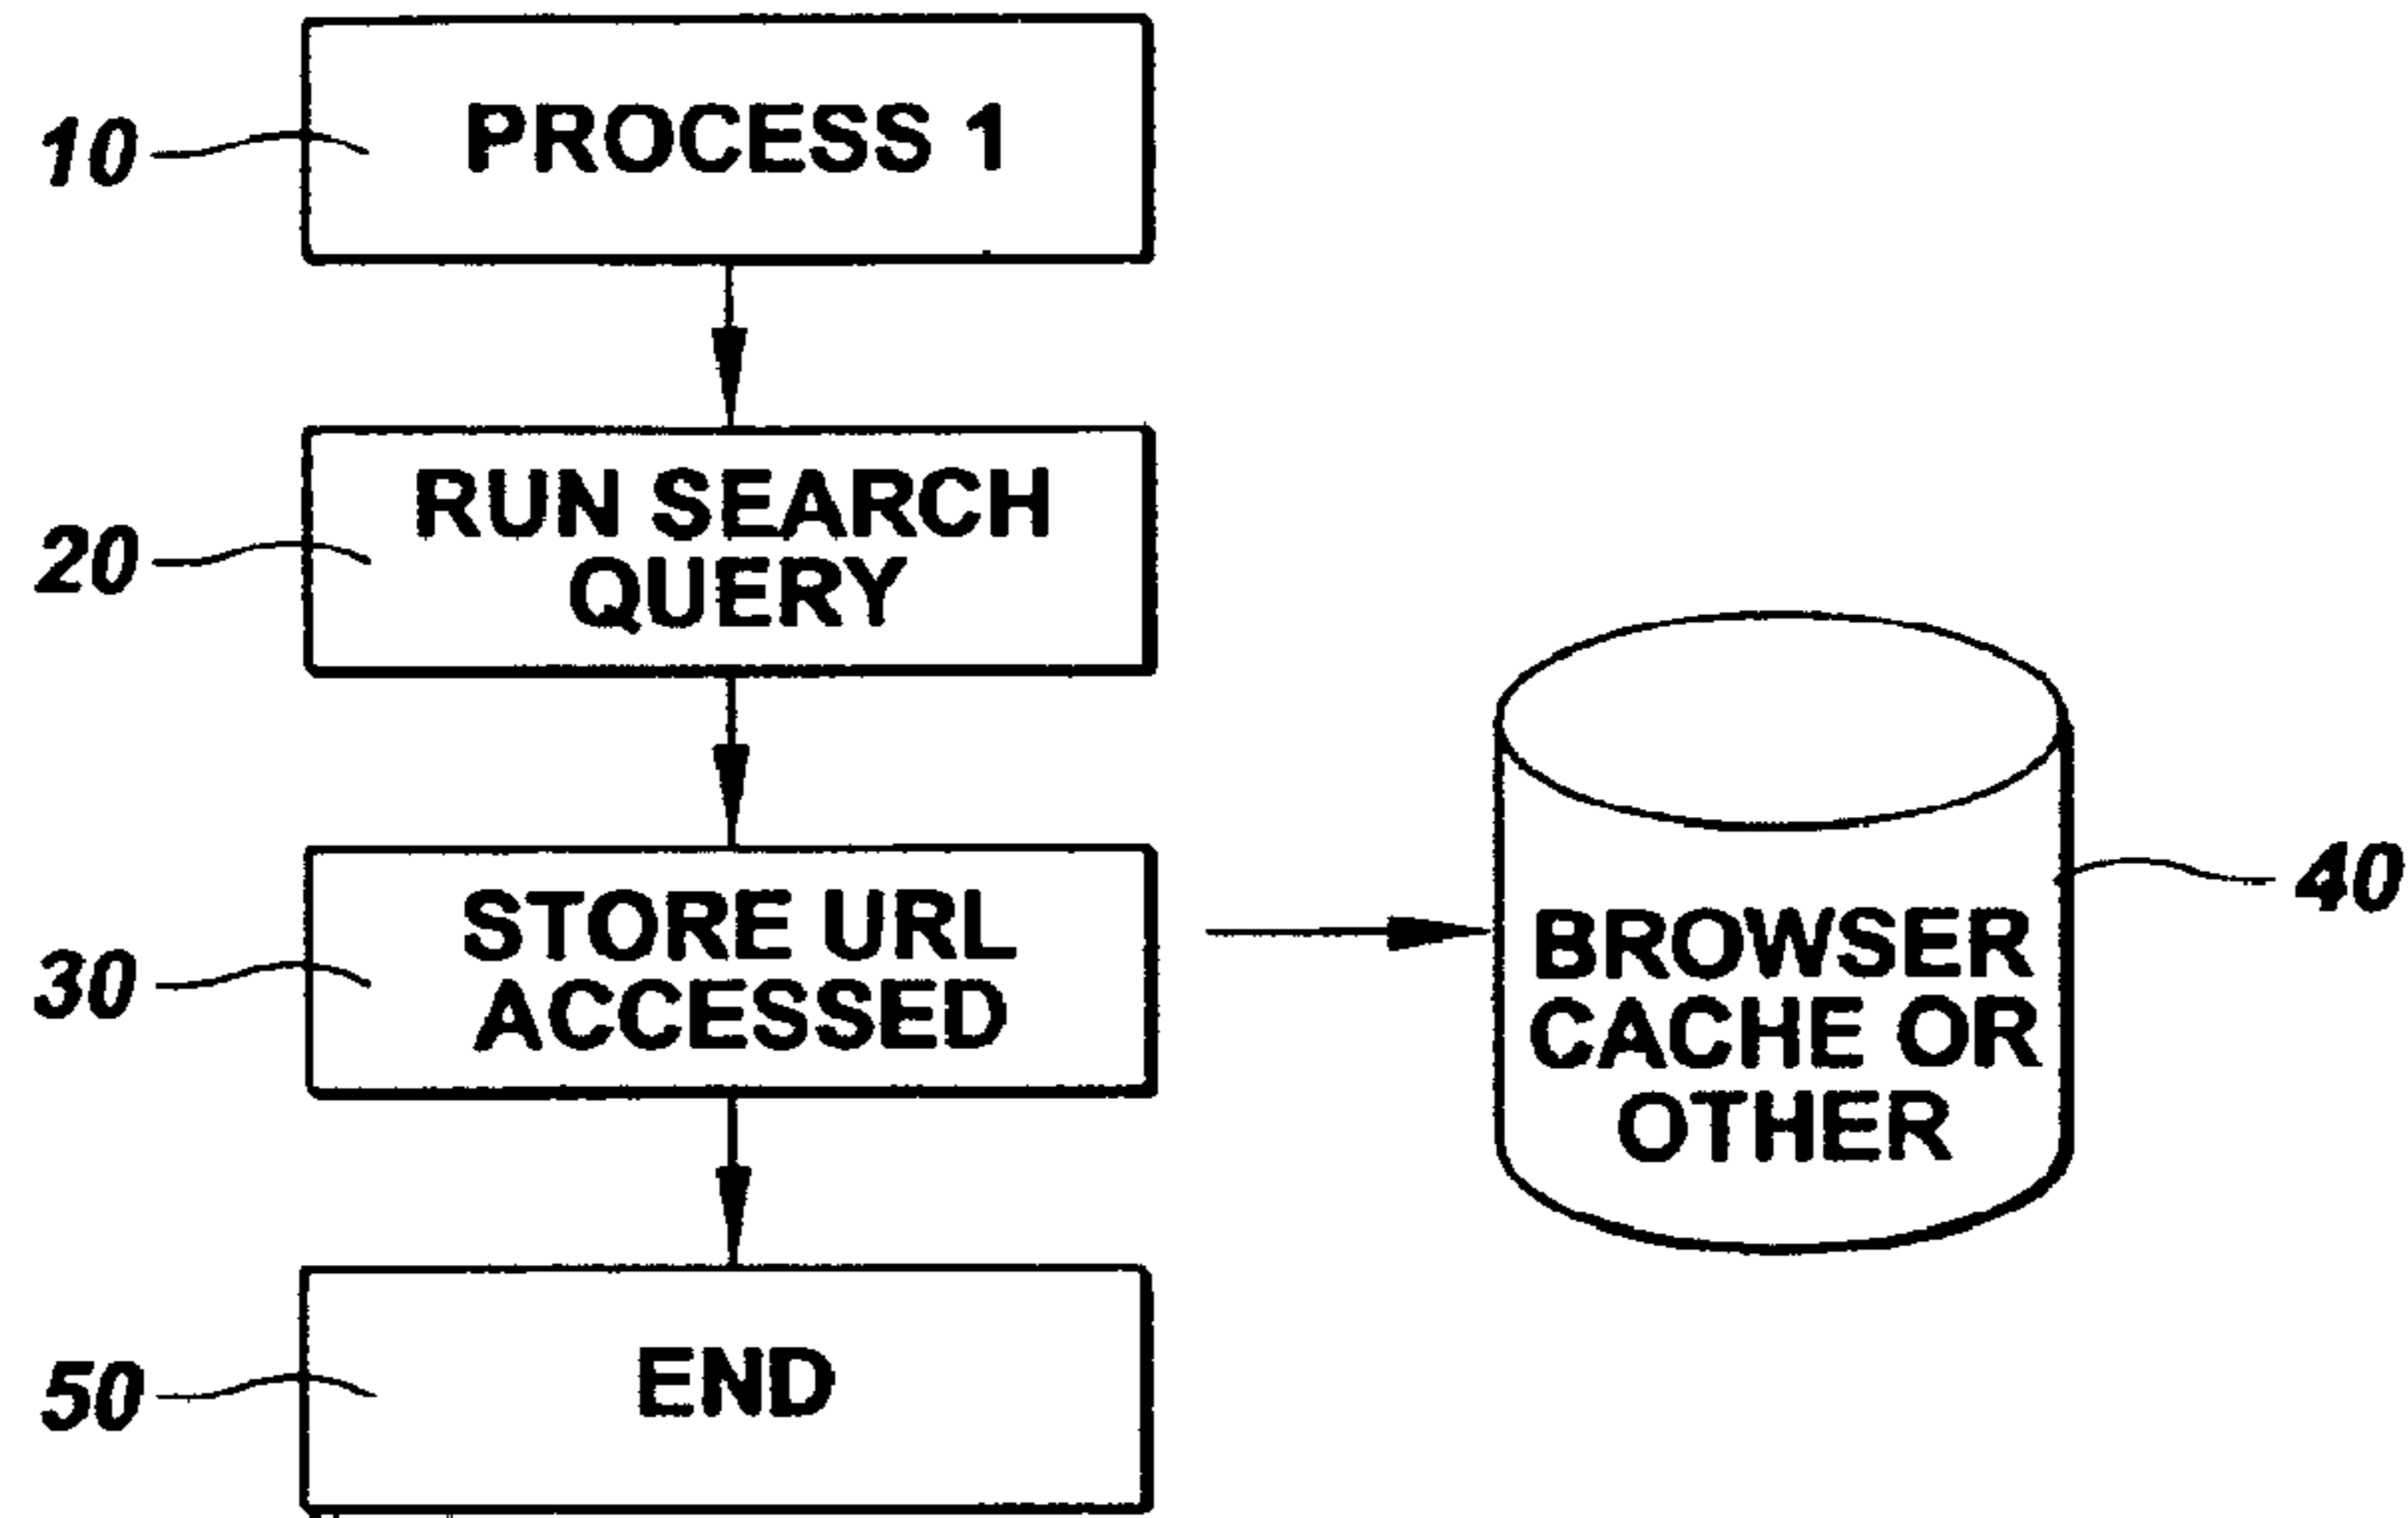 10
PROCESS 1
20
RUN SEARCH
QUERY
30
STORE URL
ACCESSED
40
BROWSER
CACHE OR
OTHER
50
END